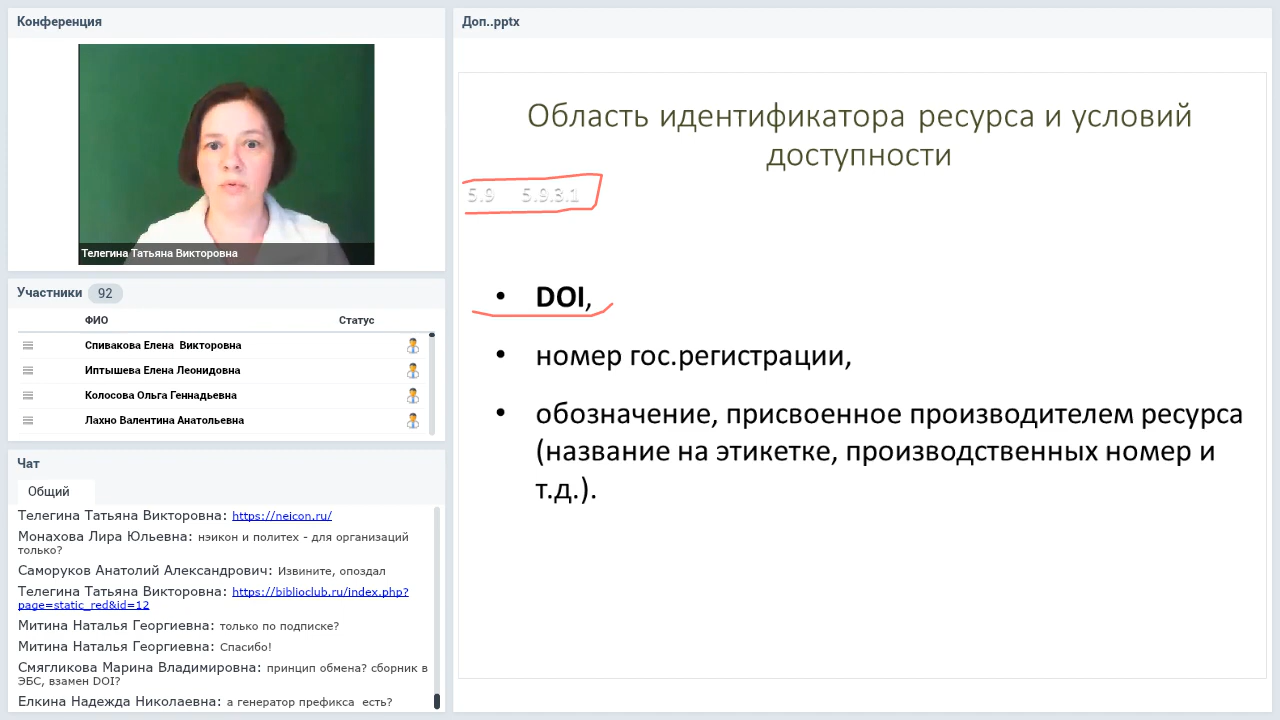 Конференция
Телегина Татьяна Викторовна
Участники 92
ФИО Статус
Спивакова Елена Викторовна
Иптышева Елена Леонидовна
Колосова Ольга Геннадьевна
Лахно Валентина Анатольевна
Чат
Общий
Телегина Татьяна Викторовна: https://neicon.ru/
Монахова Лира Юльевна: нэикон и политех - для организаций
только?
Саморуков Анатолий Александрович: Извините, опоздал
Телегина Татьяна Викторовна: https://biblioclub.ru/index.php?
page=static_red&id=12
Митина Наталья Георгиевна: только по подписке?
Митина Наталья Георгиевна: Спасибо!
Смягликова Марина Владимировна: принцип обмена? сборник в
ЭБС, взамен DOI?
Елкина Надежда Николаевна: а генератор префикса есть?
Доп..pptx
Область идентификатора ресурса и условий
доступности
5.9 5.9.3.1
• DOI,
• номер гос.регистрации,
• обозначение, присвоенное производителем ресурса
(название на этикетке, производственных номер и
т.д.).